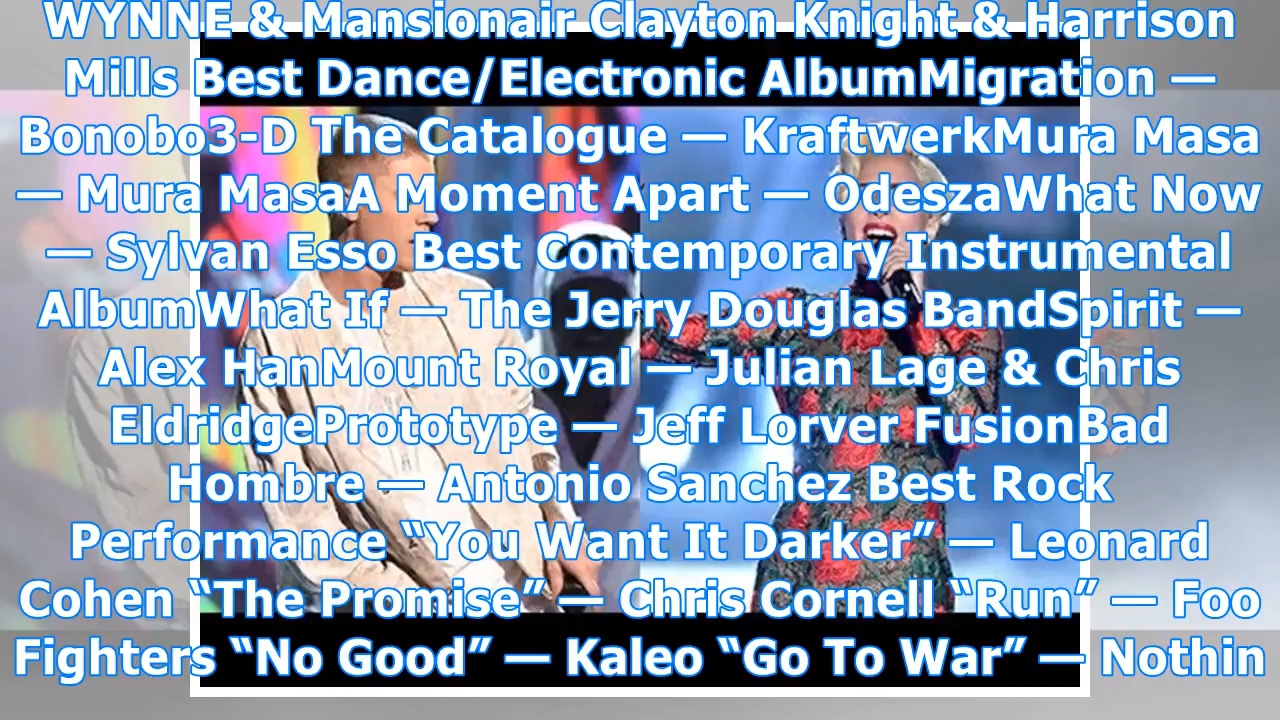 WYNNE & Mansionair Clayton Knight & Harrison
Mills Best Dance/Electronic AlbumMigration —
Bonobo3-D The Catalogue — KraftwerkMura Masa
— Mura MasaA Moment Apart — OdeszaWhat Now
— Sylvan Esso Best Contemporary Instrumental
AlbumWhat If — The Jerry Douglas BandSpirit —
Alex HanMount Royal — Julian Lage & Chris
EldridgePrototype — Jeff Lorver FusionBad
Hombre — Antonio Sanchez Best Rock
Performance “You Want It Darker” — Leonard
Cohen “The Promise” — Chris Cornell “Run” — Foo
Fighters “No Good” — Kaleo “Go To War” — Nothin